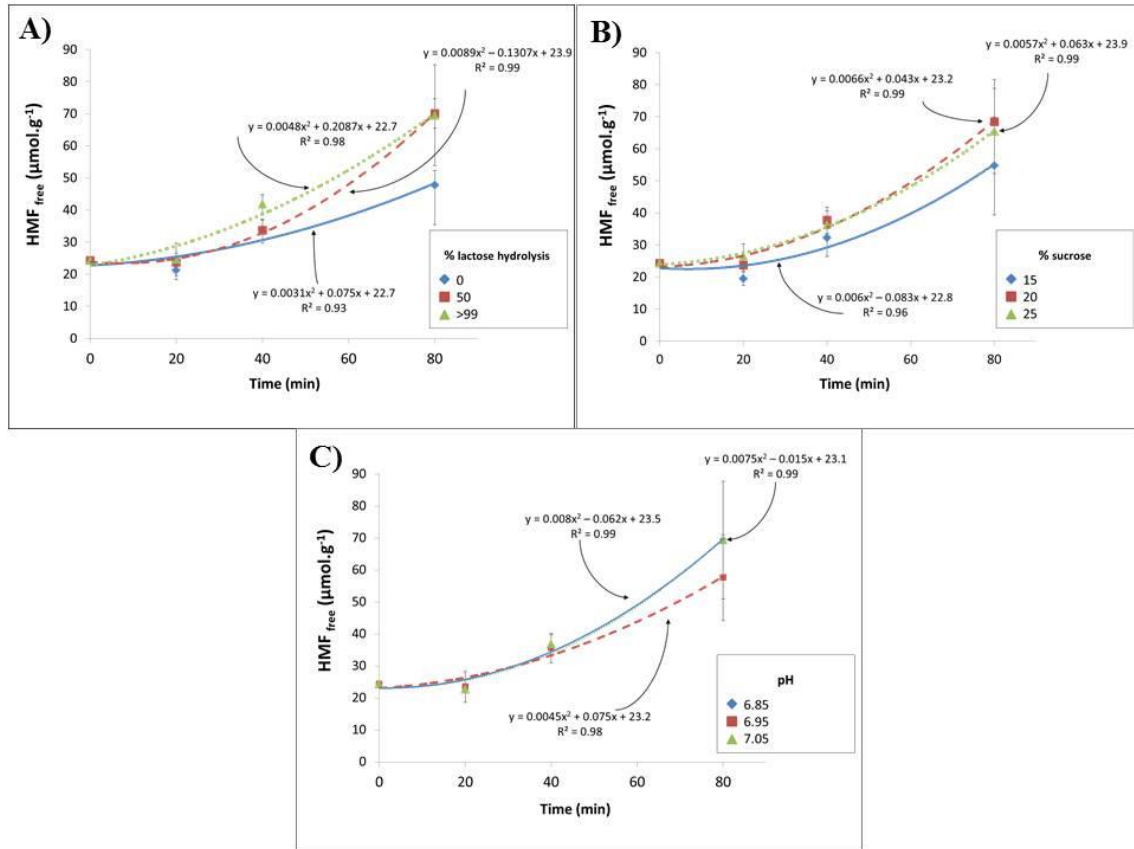 A)
HMF free (µmol.g⁻¹)
90
80
70
60
50
40
30
20
10
0
0 20 40 60 80
Time (min)
y = 0.0089x² – 0.1307x + 23.9
R² = 0.99
y = 0.0048x² + 0.2087x + 22.7
R² = 0.98
y = 0.0031x² + 0.075x + 22.7
R² = 0.93
% lactose hydrolysis
0
50
>99
B)
HMF free (µmol.g⁻¹)
90
80
70
60
50
40
30
20
10
0
0 20 40 60 80
Time (min)
y = 0.0057x² + 0.063x + 23.9
R² = 0.99
y = 0.0066x² + 0.043x + 23.2
R² = 0.99
y = 0.006x² – 0.083x + 22.8
R² = 0.96
% sucrose
15
20
25
C)
HMF free (µmol.g⁻¹)
90
80
70
60
50
40
30
20
10
0
0 20 40 60 80
Time (min)
y = 0.0075x² – 0.015x + 23.1
R² = 0.99
y = 0.008x² – 0.062x + 23.5
R² = 0.99
y = 0.0045x² + 0.075x + 23.2
R² = 0.98
pH
6.85
6.95
7.05